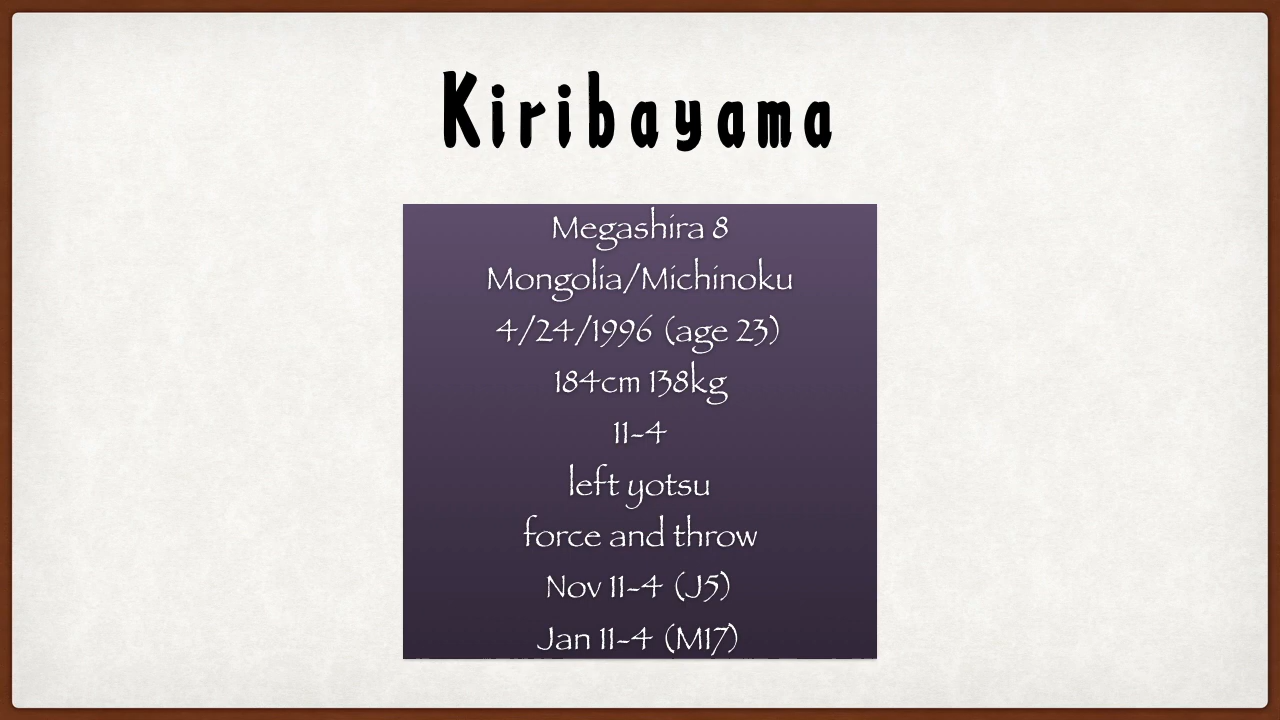 Kiribayama
Megashira 8
Mongolia/Michinoku
4/24/1996 (age 23)
184cm 138kg
11-4
left yotsu
force and throw
Nov 11-4 (J5)
Jan 11-4 (M17)